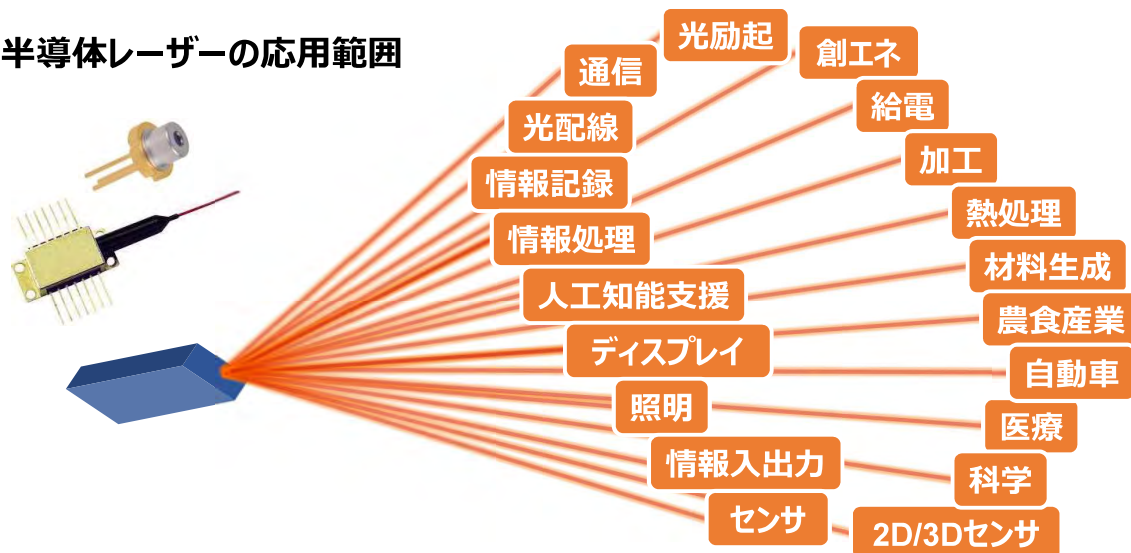 半導体レーザーの応用範囲
光励起
通信
創エネ
光配線
給電
情報記録
加工
情報処理
熱処理
人工知能支援
材料生成
ディスプレイ
農食産業
自動車
照明
医療
情報入出力
科学
センサ
2D/3Dセンサ